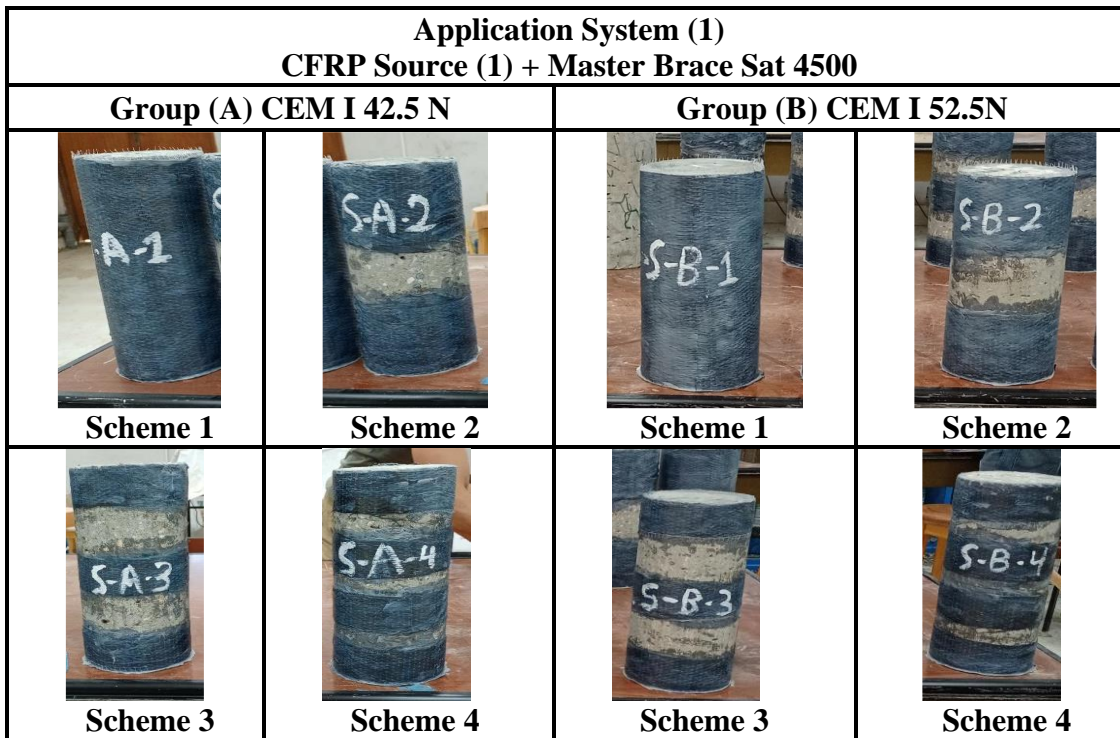 Application System (1)
CFRP Source (1) + Master Brace Sat 4500
Group (A) CEM I 42.5 N
Group (B) CEM I 52.5N
.A-1
S-A-2
S-B-1
S-B-2
Scheme 1
Scheme 2
Scheme 1
Scheme 2
S-A-3
S-A-4
S-B-3
S-B-4
Scheme 3
Scheme 4
Scheme 3
Scheme 4